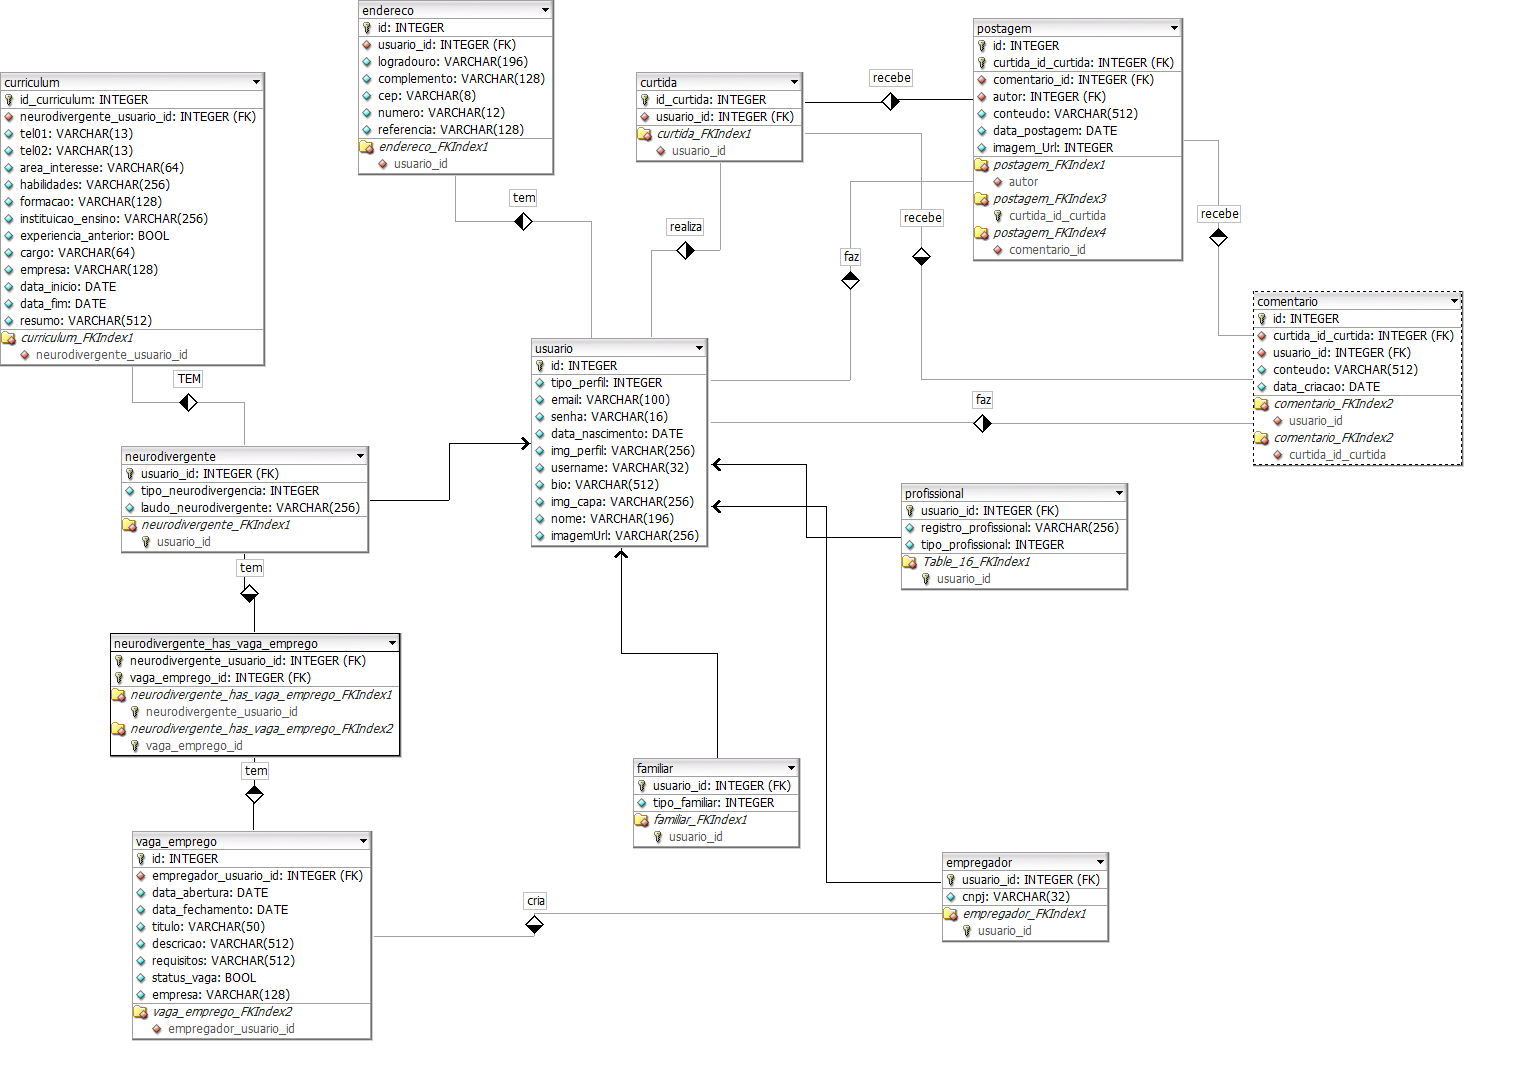 endereco
id: INTEGER
usuario_id: INTEGER (FK)
logradouro: VARCHAR(196)
complemento: VARCHAR(128)
cep: VARCHAR(8)
numero: VARCHAR(12)
referencia: VARCHAR(128)
endereco_FKIndex1
usuario_id
postagem
id: INTEGER
curtida_id_curtida: INTEGER (FK)
comentario_id: INTEGER (FK)
autor: INTEGER (FK)
conteudo: VARCHAR(512)
data_postagem: DATE
imagem_Url: INTEGER
postagem_FKIndex1
autor
postagem_FKIndex3
curtida_id_curtida
postagem_FKIndex4
comentario_id
curriculum
id_curriculum: INTEGER
neurodivergente_usuario_id: INTEGER (FK)
tel01: VARCHAR(13)
tel02: VARCHAR(13)
area_interesse: VARCHAR(64)
habilidades: VARCHAR(256)
formacao: VARCHAR(128)
instituicao_ensino: VARCHAR(256)
experiencia_anterior: BOOL
cargo: VARCHAR(64)
empresa: VARCHAR(128)
data_inicio: DATE
data_fim: DATE
resumo: VARCHAR(512)
curriculum_FKIndex1
neurodivergente_usuario_id
curtida
id_curtida: INTEGER
usuario_id: INTEGER (FK)
curtida_FKIndex1
usuario_id
recebe
tem
realiza
recebe
recebe
faz
comentario
id: INTEGER
curtida_id_curtida: INTEGER (FK)
usuario_id: INTEGER (FK)
conteudo: VARCHAR(512)
data_criacao: DATE
comentario_FKIndex2
usuario_id
comentario_FKIndex2
curtida_id_curtida
usuario
id: INTEGER
tipo_perfil: INTEGER
email: VARCHAR(100)
senha: VARCHAR(16)
data_nascimento: DATE
img_perfil: VARCHAR(256)
username: VARCHAR(32)
bio: VARCHAR(512)
img_capa: VARCHAR(256)
nome: VARCHAR(196)
imagemUrl: VARCHAR(256)
TEM
faz
neurodivergente
usuario_id: INTEGER (FK)
tipo_neurodivergencia: INTEGER
laudo_neurodivergente: VARCHAR(256)
neurodivergente_FKIndex1
usuario_id
profissional
usuario_id: INTEGER (FK)
registro_profissional: VARCHAR(256)
tipo_profissional: INTEGER
Table_16_FKIndex1
usuario_id
tem
neurodivergente_has_vaga_emprego
neurodivergente_usuario_id: INTEGER (FK)
vaga_emprego_id: INTEGER (FK)
neurodivergente_has_vaga_emprego_FKIndex1
neurodivergente_usuario_id
neurodivergente_has_vaga_emprego_FKIndex2
vaga_emprego_id
tem
familiar
usuario_id: INTEGER (FK)
tipo_familiar: INTEGER
familiar_FKIndex1
usuario_id
vaga_emprego
id: INTEGER
empregador_usuario_id: INTEGER (FK)
data_abertura: DATE
data_fechamento: DATE
titulo: VARCHAR(50)
descricao: VARCHAR(512)
requisitos: VARCHAR(512)
status_vaga: BOOL
empresa: VARCHAR(128)
vaga_emprego_FKIndex2
empregador_usuario_id
cria
empregador
usuario_id: INTEGER (FK)
cnpj: VARCHAR(32)
empregador_FKIndex1
usuario_id